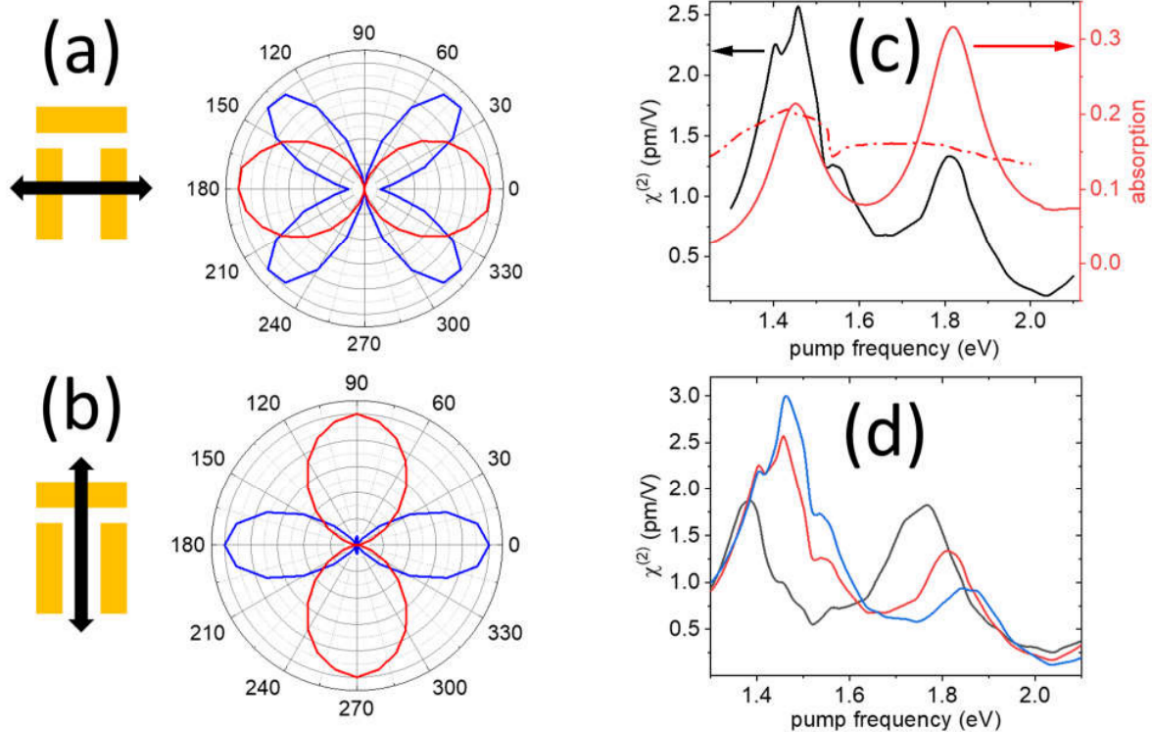 (a)
90
120 60
150 30
180 0
210 330
240 300
270
(b)
90
120 60
150 30
180 0
210 330
240 300
270
(c)
2.5
2.0
1.5
1.0
0.5
χ(2) (pm/V)
0.3
0.2
0.1
0.0
absorption
1.4 1.6 1.8 2.0
pump frequency (eV)
(d)
3.0
2.5
2.0
1.5
1.0
0.5
χ(2) (pm/V)
1.4 1.6 1.8 2.0
pump frequency (eV)